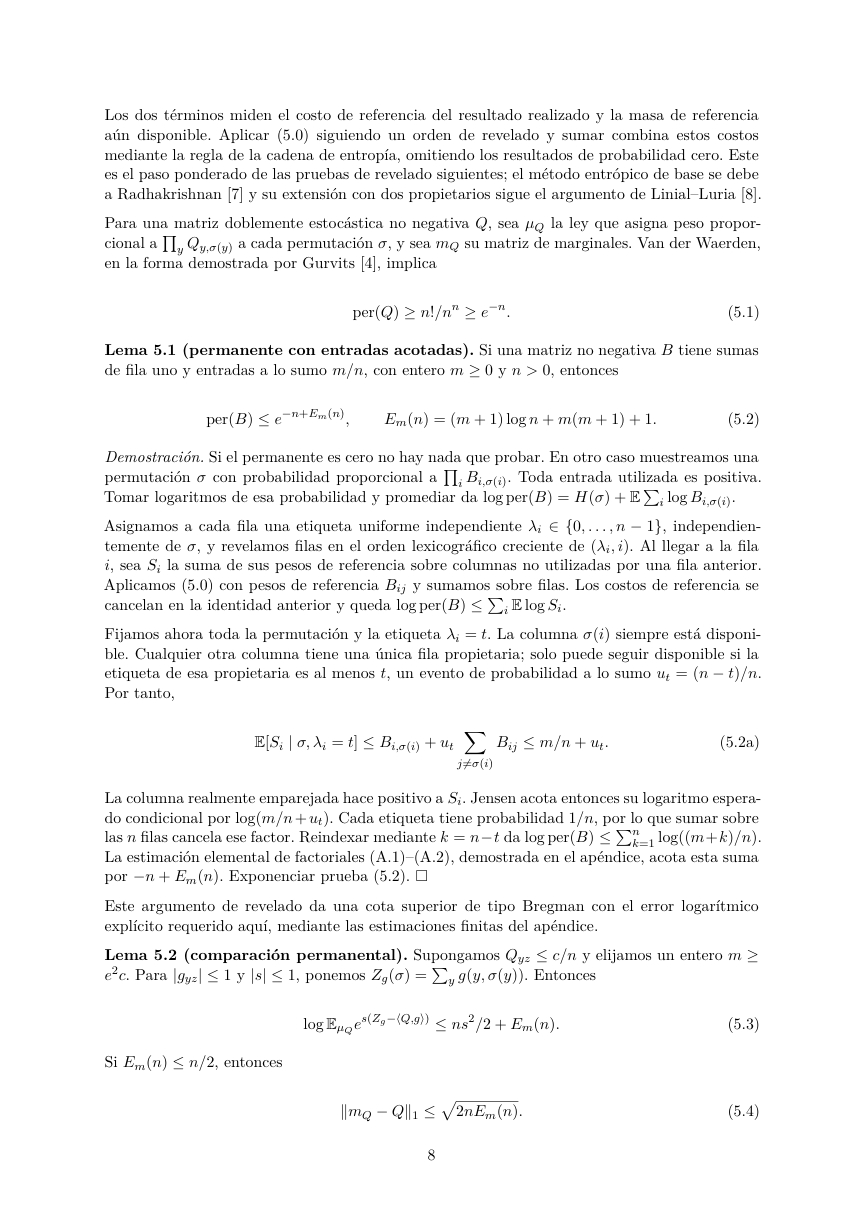 Los dos términos miden el costo de referencia del resultado realizado y la masa de referencia
aún disponible. Aplicar (5.0) siguiendo un orden de revelado y sumar combina estos costos
mediante la regla de la cadena de entropía, omitiendo los resultados de probabilidad cero. Este
es el paso ponderado de las pruebas de revelado siguientes; el método entrópico de base se debe
a Radhakrishnan [7] y su extensión con dos propietarios sigue el argumento de Linial–Luria [8].
Para una matriz doblemente estocástica no negativa Q, sea μ_Q la ley que asigna peso propor-
cional a ∏_y Q_{y,σ(y)} a cada permutación σ, y sea m_Q su matriz de marginales. Van der Waerden,
en la forma demostrada por Gurvits [4], implica
per(Q) ≥ n!/n^n ≥ e^{−n}. (5.1)
Lema 5.1 (permanente con entradas acotadas). Si una matriz no negativa B tiene sumas
de fila uno y entradas a lo sumo m/n, con entero m ≥ 0 y n > 0, entonces
per(B) ≤ e^{−n+E_m(n)}, E_m(n) = (m + 1) log n + m(m + 1) + 1. (5.2)
Demostración. Si el permanente es cero no hay nada que probar. En otro caso muestreamos una
permutación σ con probabilidad proporcional a ∏_i B_{i,σ(i)}. Toda entrada utilizada es positiva.
Tomar logaritmos de esa probabilidad y promediar da log per(B) = H(σ) + 𝔼 ∑_i log B_{i,σ(i)}.
Asignamos a cada fila una etiqueta uniforme independiente λ_i ∈ {0, . . . , n − 1}, independien-
temente de σ, y revelamos filas en el orden lexicográfico creciente de (λ_i, i). Al llegar a la fila
i, sea S_i la suma de sus pesos de referencia sobre columnas no utilizadas por una fila anterior.
Aplicamos (5.0) con pesos de referencia B_{ij} y sumamos sobre filas. Los costos de referencia se
cancelan en la identidad anterior y queda log per(B) ≤ ∑_i 𝔼 log S_i.
Fijamos ahora toda la permutación y la etiqueta λ_i = t. La columna σ(i) siempre está disponi-
ble. Cualquier otra columna tiene una única fila propietaria; solo puede seguir disponible si la
etiqueta de esa propietaria es al menos t, un evento de probabilidad a lo sumo u_t = (n − t)/n.
Por tanto,
𝔼[S_i | σ, λ_i = t] ≤ B_{i,σ(i)} + u_t ∑_{j≠σ(i)} B_{ij} ≤ m/n + u_t. (5.2a)
La columna realmente emparejada hace positivo a S_i. Jensen acota entonces su logaritmo espera-
do condicional por log(m/n+u_t). Cada etiqueta tiene probabilidad 1/n, por lo que sumar sobre
las n filas cancela ese factor. Reindexar mediante k = n−t da log per(B) ≤ ∑_{k=1}^n log((m+k)/n).
La estimación elemental de factoriales (A.1)–(A.2), demostrada en el apéndice, acota esta suma
por −n + E_m(n). Exponenciar prueba (5.2). □
Este argumento de revelado da una cota superior de tipo Bregman con el error logarítmico
explícito requerido aquí, mediante las estimaciones finitas del apéndice.
Lema 5.2 (comparación permanental). Supongamos Q_{yz} ≤ c/n y elijamos un entero m ≥
e^2c. Para |g_{yz}| ≤ 1 y |s| ≤ 1, ponemos Z_g(σ) = ∑_y g(y, σ(y)). Entonces
log 𝔼_{μ_Q} e^{s(Z_g−⟨Q,g⟩)} ≤ ns^2/2 + E_m(n). (5.3)
Si E_m(n) ≤ n/2, entonces
‖m_Q − Q‖_1 ≤ √(2nE_m(n)). (5.4)
8